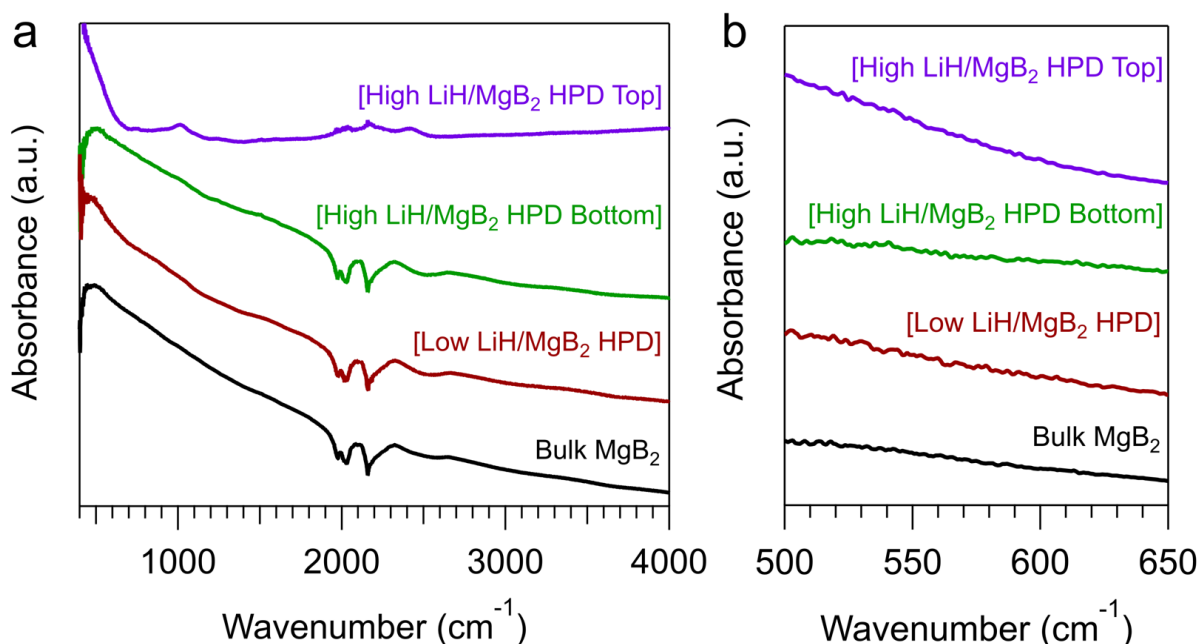 a
[High LiH/MgB₂ HPD Top]
[High LiH/MgB₂ HPD Bottom]
[Low LiH/MgB₂ HPD]
Bulk MgB₂
Absorbance (a.u.)
1000 2000 3000 4000
Wavenumber (cm⁻¹)
b
[High LiH/MgB₂ HPD Top]
[High LiH/MgB₂ HPD Bottom]
[Low LiH/MgB₂ HPD]
Bulk MgB₂
Absorbance (a.u.)
500 550 600 650
Wavenumber (cm⁻¹)